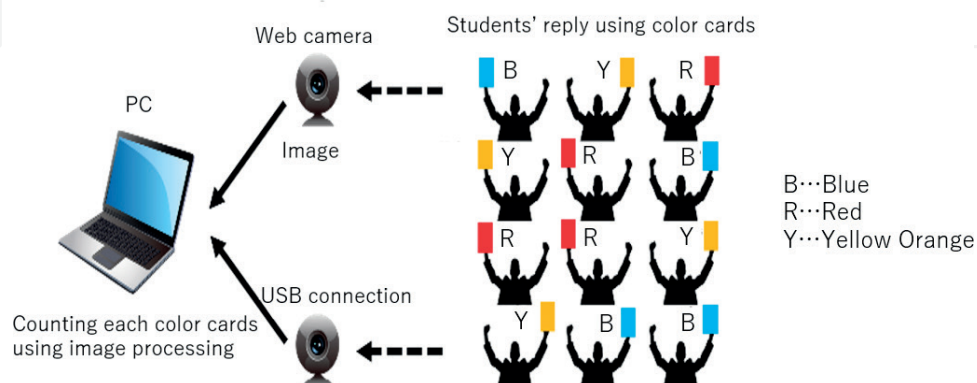 Students' reply using color cards
Web camera
B Y R
PC
Image
Y R B
B…Blue
R…Red
Y…Yellow Orange
R R Y
USB connection
Y B B
Counting each color cards
using image processing